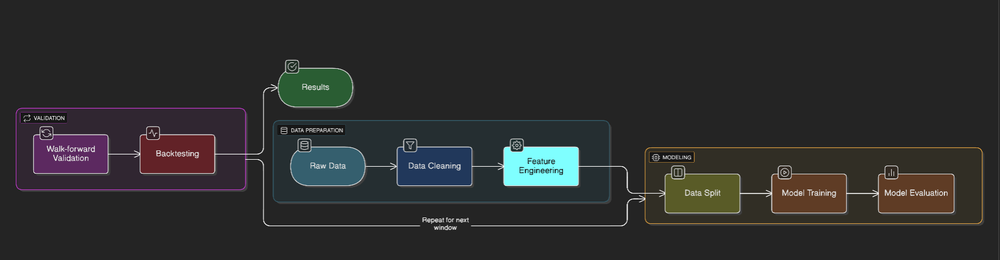 Results
VALIDATION
Walk-forward
Validation
Backtesting
DATA PREPARATION
Raw Data
Data Cleaning
Feature
Engineering
MODELING
Data Split
Model Training
Model Evaluation
Repeat for next
window